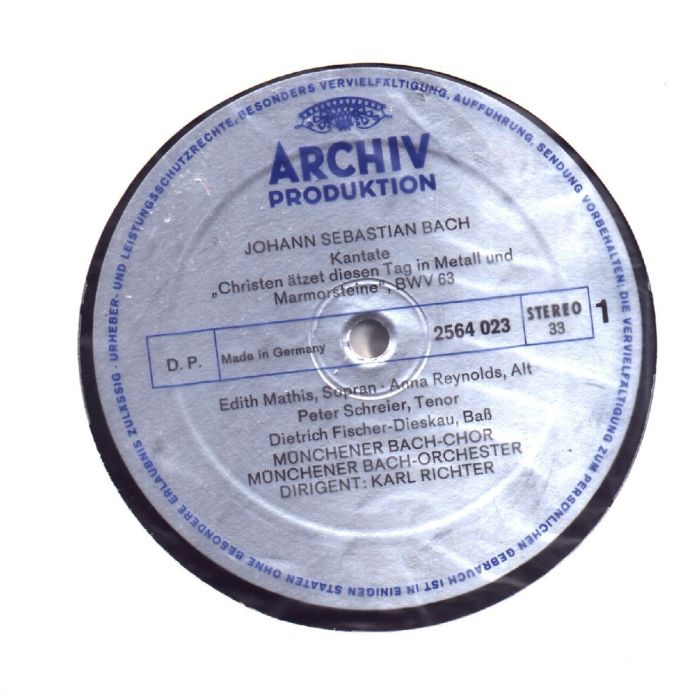 URHEBER- UND LEISTUNGSSCHUTZRECHTE, BESONDERS VERVIELFÄLTIGUNG, AUFFÜHRUNG, SENDUNG VORBEHALTEN; DIE VERVIELFÄLTIGUNG ZUM PERSÖNLICHEN GEBRAUCH IST IN EINIGEN STAATEN OHNE BESONDERE ERLAUBNIS ZULÄSSIG ·
ARCHIV
PRODUKTION
JOHANN SEBASTIAN BACH
Kantate
„Christen ätzet diesen Tag in Metall und
Marmorsteine", BWV 63
D. P. Made in Germany 2564 023 STEREO 33 1
Edith Mathis, Sopran · Anna Reynolds, Alt
Peter Schreier, Tenor
Dietrich Fischer-Dieskau, Baß
MÜNCHENER BACH-CHOR
MÜNCHENER BACH-ORCHESTER
DIRIGENT: KARL RICHTER